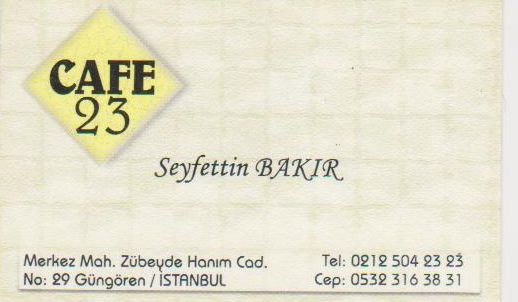 CAFE
23
Seyfettin BAKIR
Merkez Mah. Zübeyde Hanım Cad. Tel: 0212 504 23 23
No: 29 Güngören / İSTANBUL Cep: 0532 316 38 31